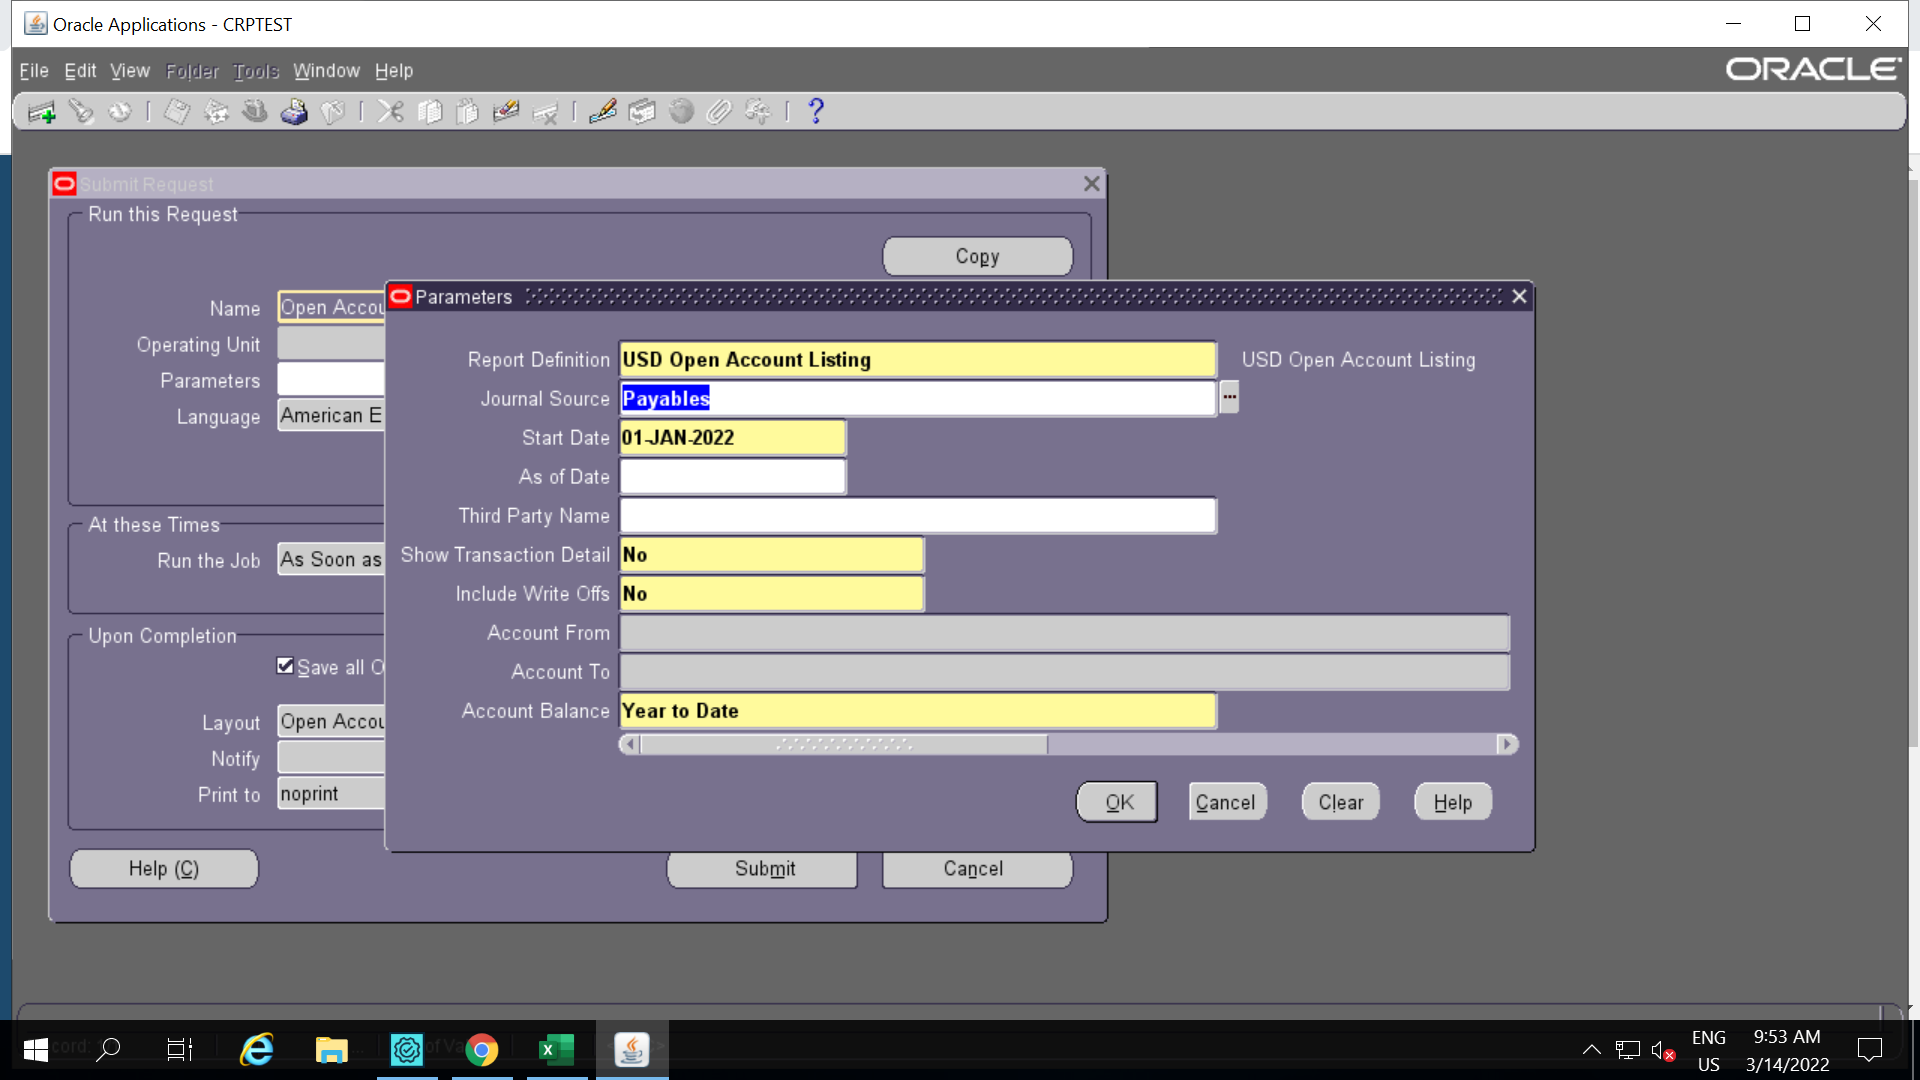 Oracle Applications - CRPTEST
File Edit View Folder Tools Window Help
ORACLE
Submit Request
Run this Request
Copy
Name Open Accou
Operating Unit
Parameters
Language American E
At these Times
Run the Job As Soon as
Upon Completion
Save all O
Layout Open Accou
Notify
Print to noprint
Help (C) Submit Cancel
Parameters
Report Definition USD Open Account Listing USD Open Account Listing
Journal Source Payables ...
Start Date 01-JAN-2022
As of Date
Third Party Name
Show Transaction Detail No
Include Write Offs No
Account From
Account To
Account Balance Year to Date
OK Cancel Clear Help
ENG
US
9:53 AM
3/14/2022